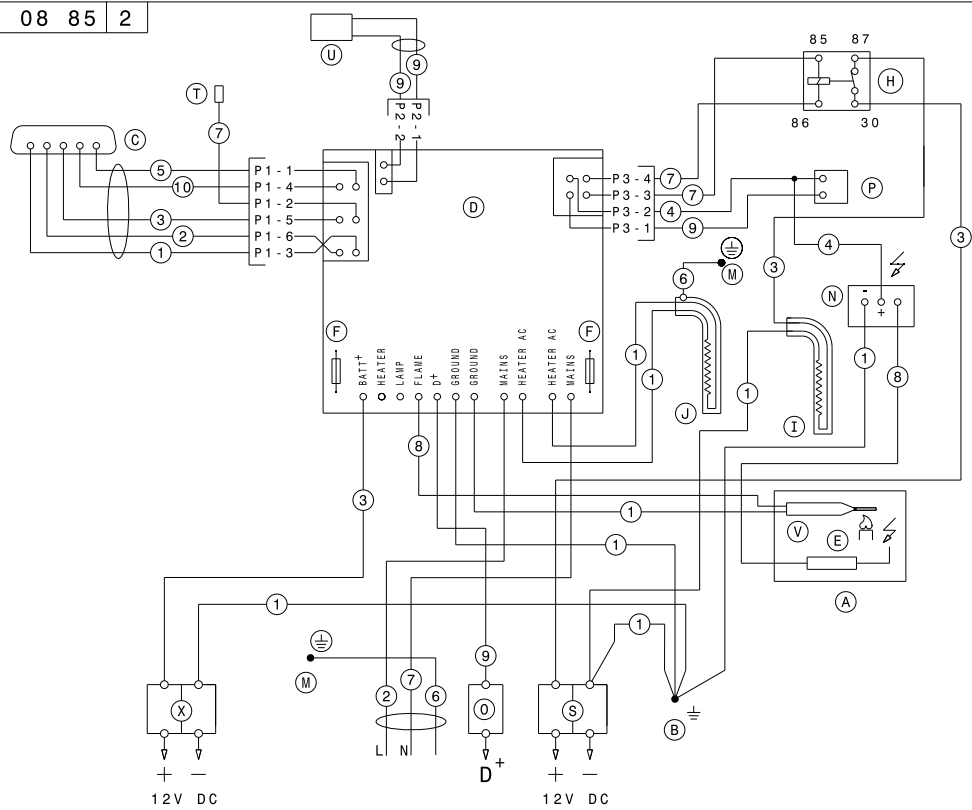 08 85 2
U
85 87
H
T
9
9
P2-2
P2-1
86 30
7
C
5
P1-1
10
P1-4
P1-2
3
P1-5
2
P1-6
1
P1-3
D
P3-4
7
P3-3
7
P3-2
4
P3-1
9
P
3
4
3
M
6
N
-
+
F
F
1
1
1
8
1
J
I
BATT+
HEATER
LAMP
FLAME
D+
GROUND
GROUND
MAINS
HEATER AC
HEATER AC
MAINS
8
3
1
V
E
1
A
1
1
M
9
7
2
6
X
O
S
B
L N
D+
+ −
12V DC
+ −
12V DC